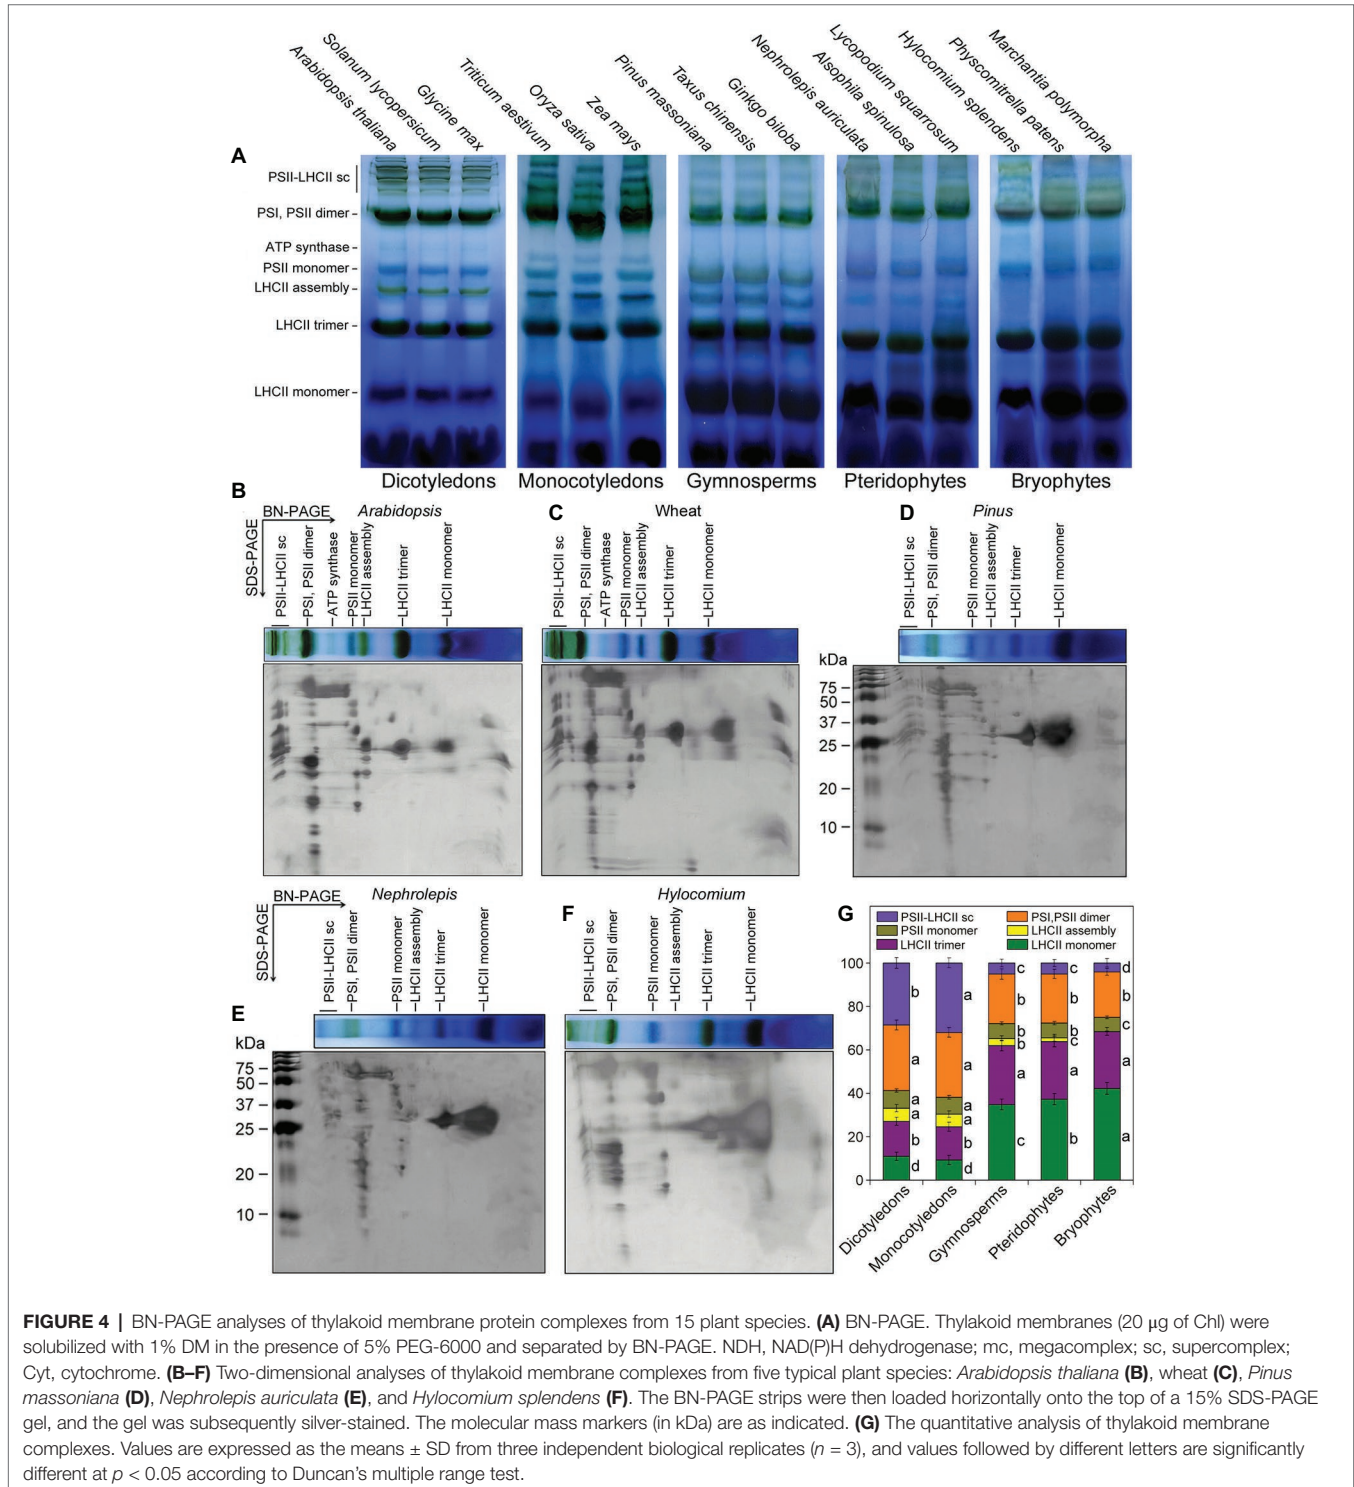 Arabidopsis thaliana
Solanum lycopersicum
Glycine max
Triticum aestivum
Oryza sativa
Zea mays
Pinus massoniana
Taxus chinensis
Ginkgo biloba
Nephrolepis auriculata
Alsophila spinulosa
Lycopodium squarrosum
Hylocomium splendens
Physcomitrella patens
Marchantia polymorpha
A
PSII-LHCII sc
PSI, PSII dimer
ATP synthase
PSII monomer
LHCII assembly
LHCII trimer
LHCII monomer
Dicotyledons
Monocotyledons
Gymnosperms
Pteridophytes
Bryophytes
B
BN-PAGE
SDS-PAGE
Arabidopsis
PSII-LHCII sc
PSI, PSII dimer
ATP synthase
PSII monomer
LHCII assembly
LHCII trimer
LHCII monomer
C
Wheat
PSII-LHCII sc
PSI, PSII dimer
ATP synthase
PSII monomer
LHCII assembly
LHCII trimer
LHCII monomer
D
Pinus
PSII-LHCII sc
PSI, PSII dimer
PSII monomer
LHCII assembly
LHCII trimer
LHCII monomer
kDa
75
50
37
25
20
10
BN-PAGE
SDS-PAGE
Nephrolepis
PSII-LHCII sc
PSI, PSII dimer
PSII monomer
LHCII assembly
LHCII trimer
LHCII monomer
E
kDa
75
50
37
25
20
10
F
Hylocomium
PSII-LHCII sc
PSI, PSII dimer
PSII monomer
LHCII assembly
LHCII trimer
LHCII monomer
G
PSII-LHCII sc
PSI,PSII dimer
PSII monomer
LHCII assembly
LHCII trimer
LHCII monomer
100
80
60
40
20
0
b
a
a
a
b
d
a
a
a
a
b
d
c
b
b
b
a
c
c
b
b
c
a
b
d
b
c
a
a
Dicotyledons
Monocotyledons
Gymnosperms
Pteridophytes
Bryophytes
FIGURE 4 | BN-PAGE analyses of thylakoid membrane protein complexes from 15 plant species. (A) BN-PAGE. Thylakoid membranes (20 μg of Chl) were
solubilized with 1% DM in the presence of 5% PEG-6000 and separated by BN-PAGE. NDH, NAD(P)H dehydrogenase; mc, megacomplex; sc, supercomplex;
Cyt, cytochrome. (B–F) Two-dimensional analyses of thylakoid membrane complexes from five typical plant species: Arabidopsis thaliana (B), wheat (C), Pinus
massoniana (D), Nephrolepis auriculata (E), and Hylocomium splendens (F). The BN-PAGE strips were then loaded horizontally onto the top of a 15% SDS-PAGE
gel, and the gel was subsequently silver-stained. The molecular mass markers (in kDa) are as indicated. (G) The quantitative analysis of thylakoid membrane
complexes. Values are expressed as the means ± SD from three independent biological replicates (n = 3), and values followed by different letters are significantly
different at p < 0.05 according to Duncan's multiple range test.